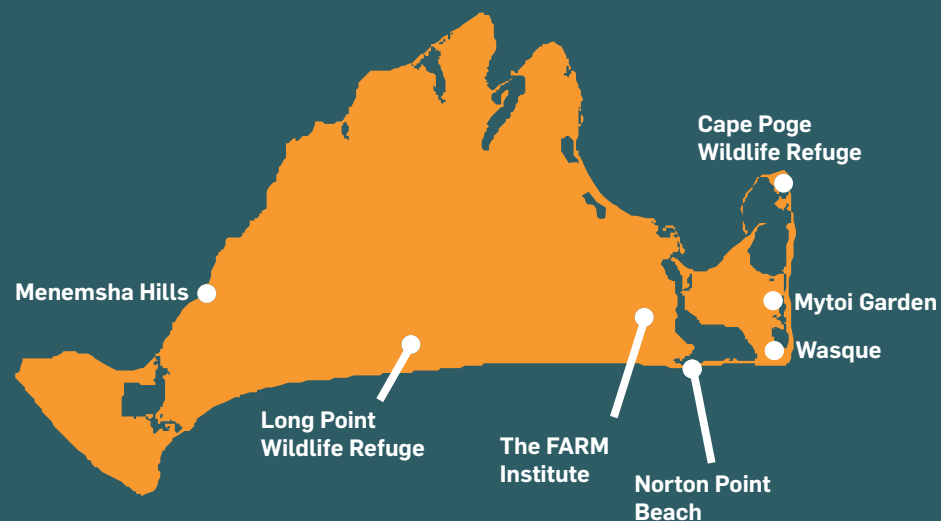 Cape Poge
Wildlife Refuge
Menemsha Hills
Mytoi Garden
Wasque
Long Point
Wildlife Refuge
The FARM
Institute
Norton Point
Beach